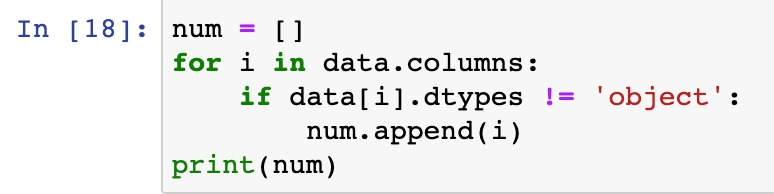 In [18]: num = []
for i in data.columns:
    if data[i].dtypes != 'object':
        num.append(i)
print(num)